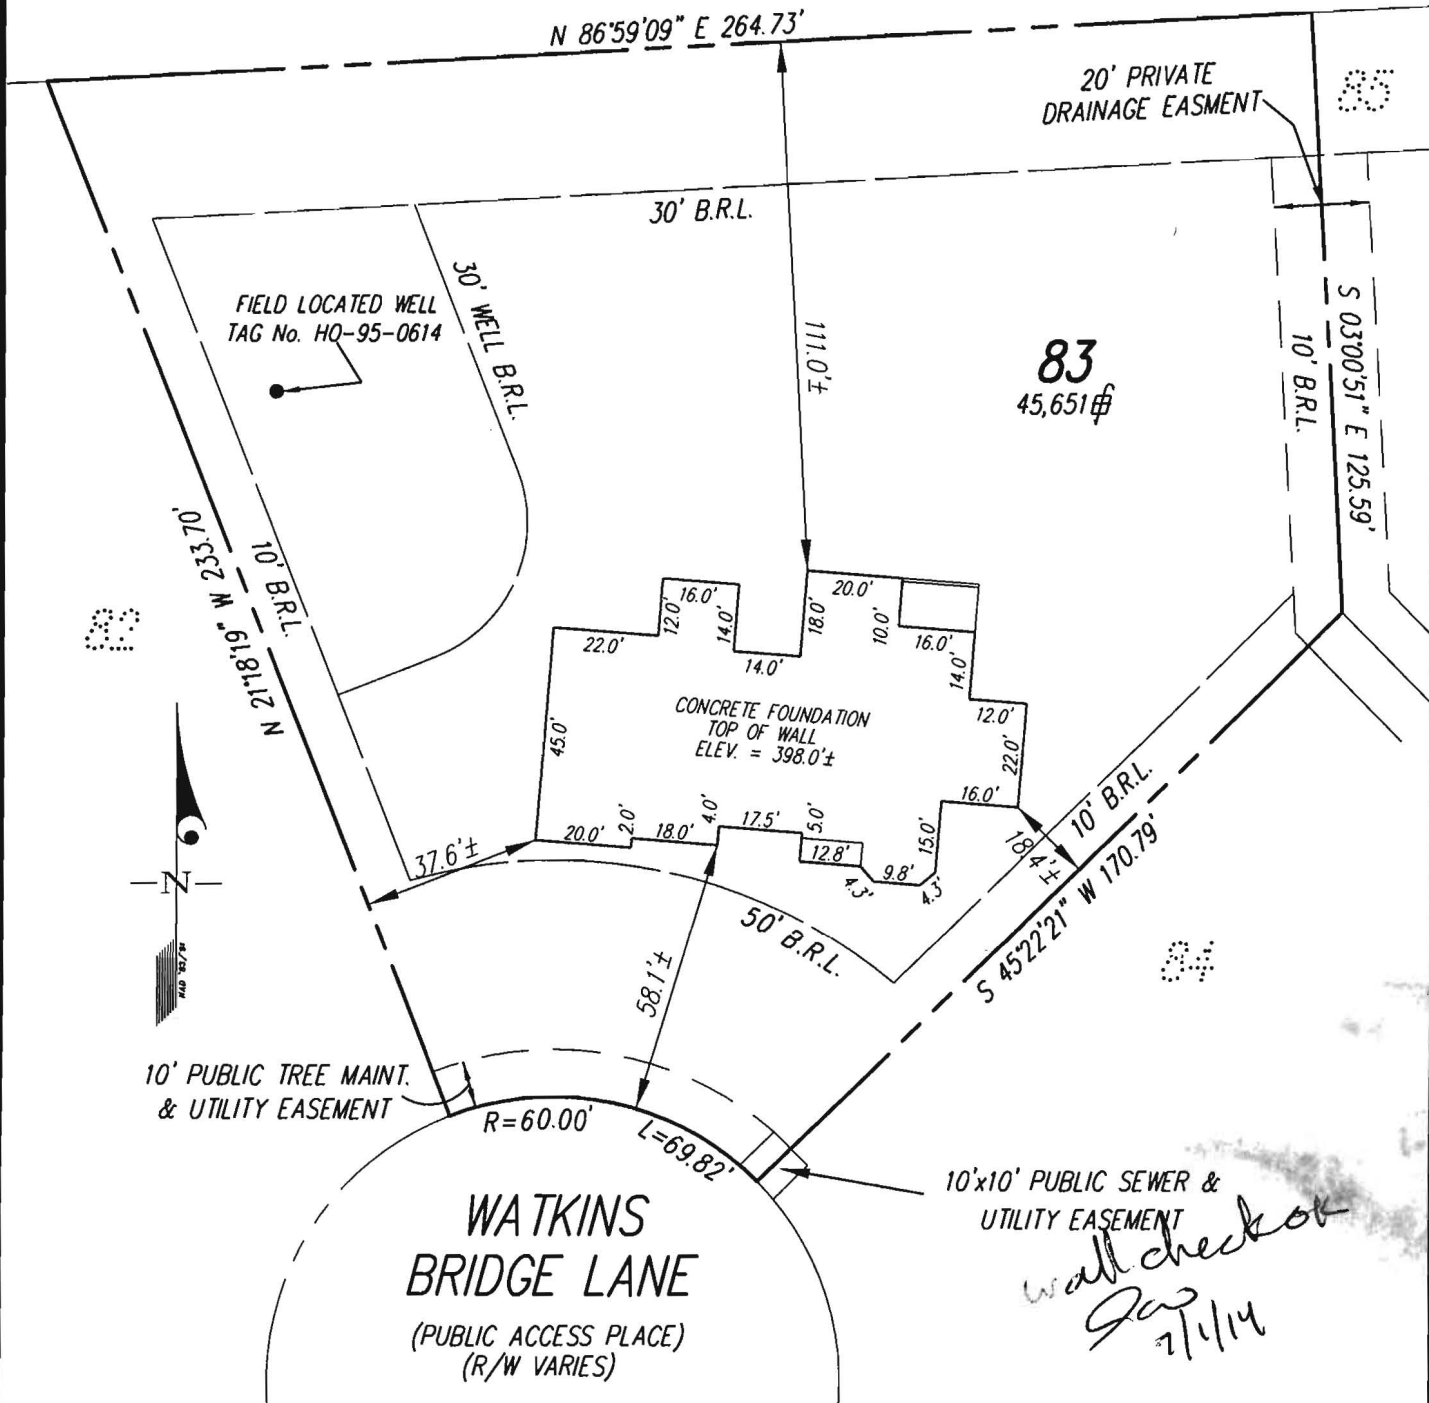 N 86°59'09" E 264.73'
20' PRIVATE
DRAINAGE EASMENT
85
30' B.R.L.
FIELD LOCATED WELL
TAG No. HO-95-0614
30' WELL B.R.L.
111.0'±
83
45,651
10' B.R.L.
S 03°00'51" E 125.59'
N 21°18'19" W 233.70'
10' B.R.L.
82
22.0'
12.0'
16.0'
14.0'
14.0'
18.0'
20.0'
10.0'
16.0'
14.0'
12.0'
22.0'
45.0'
CONCRETE FOUNDATION
TOP OF WALL
ELEV. = 398.0'±
20.0'
2.0'
18.0'
4.0'
17.5'
5.0'
12.8'
4.3'
9.8'
4.3'
15.0'
16.0'
37.6'±
18.4'±
10' B.R.L.
S 45°22'21" W 170.79'
50' B.R.L.
58.1'±
84
N
NAD '83/'91
10' PUBLIC TREE MAINT.
& UTILITY EASEMENT
R=60.00'
L=69.82'
10'x10' PUBLIC SEWER &
UTILITY EASEMENT
WATKINS
BRIDGE LANE
(PUBLIC ACCESS PLACE)
(R/W VARIES)
wall check ok
7/1/14